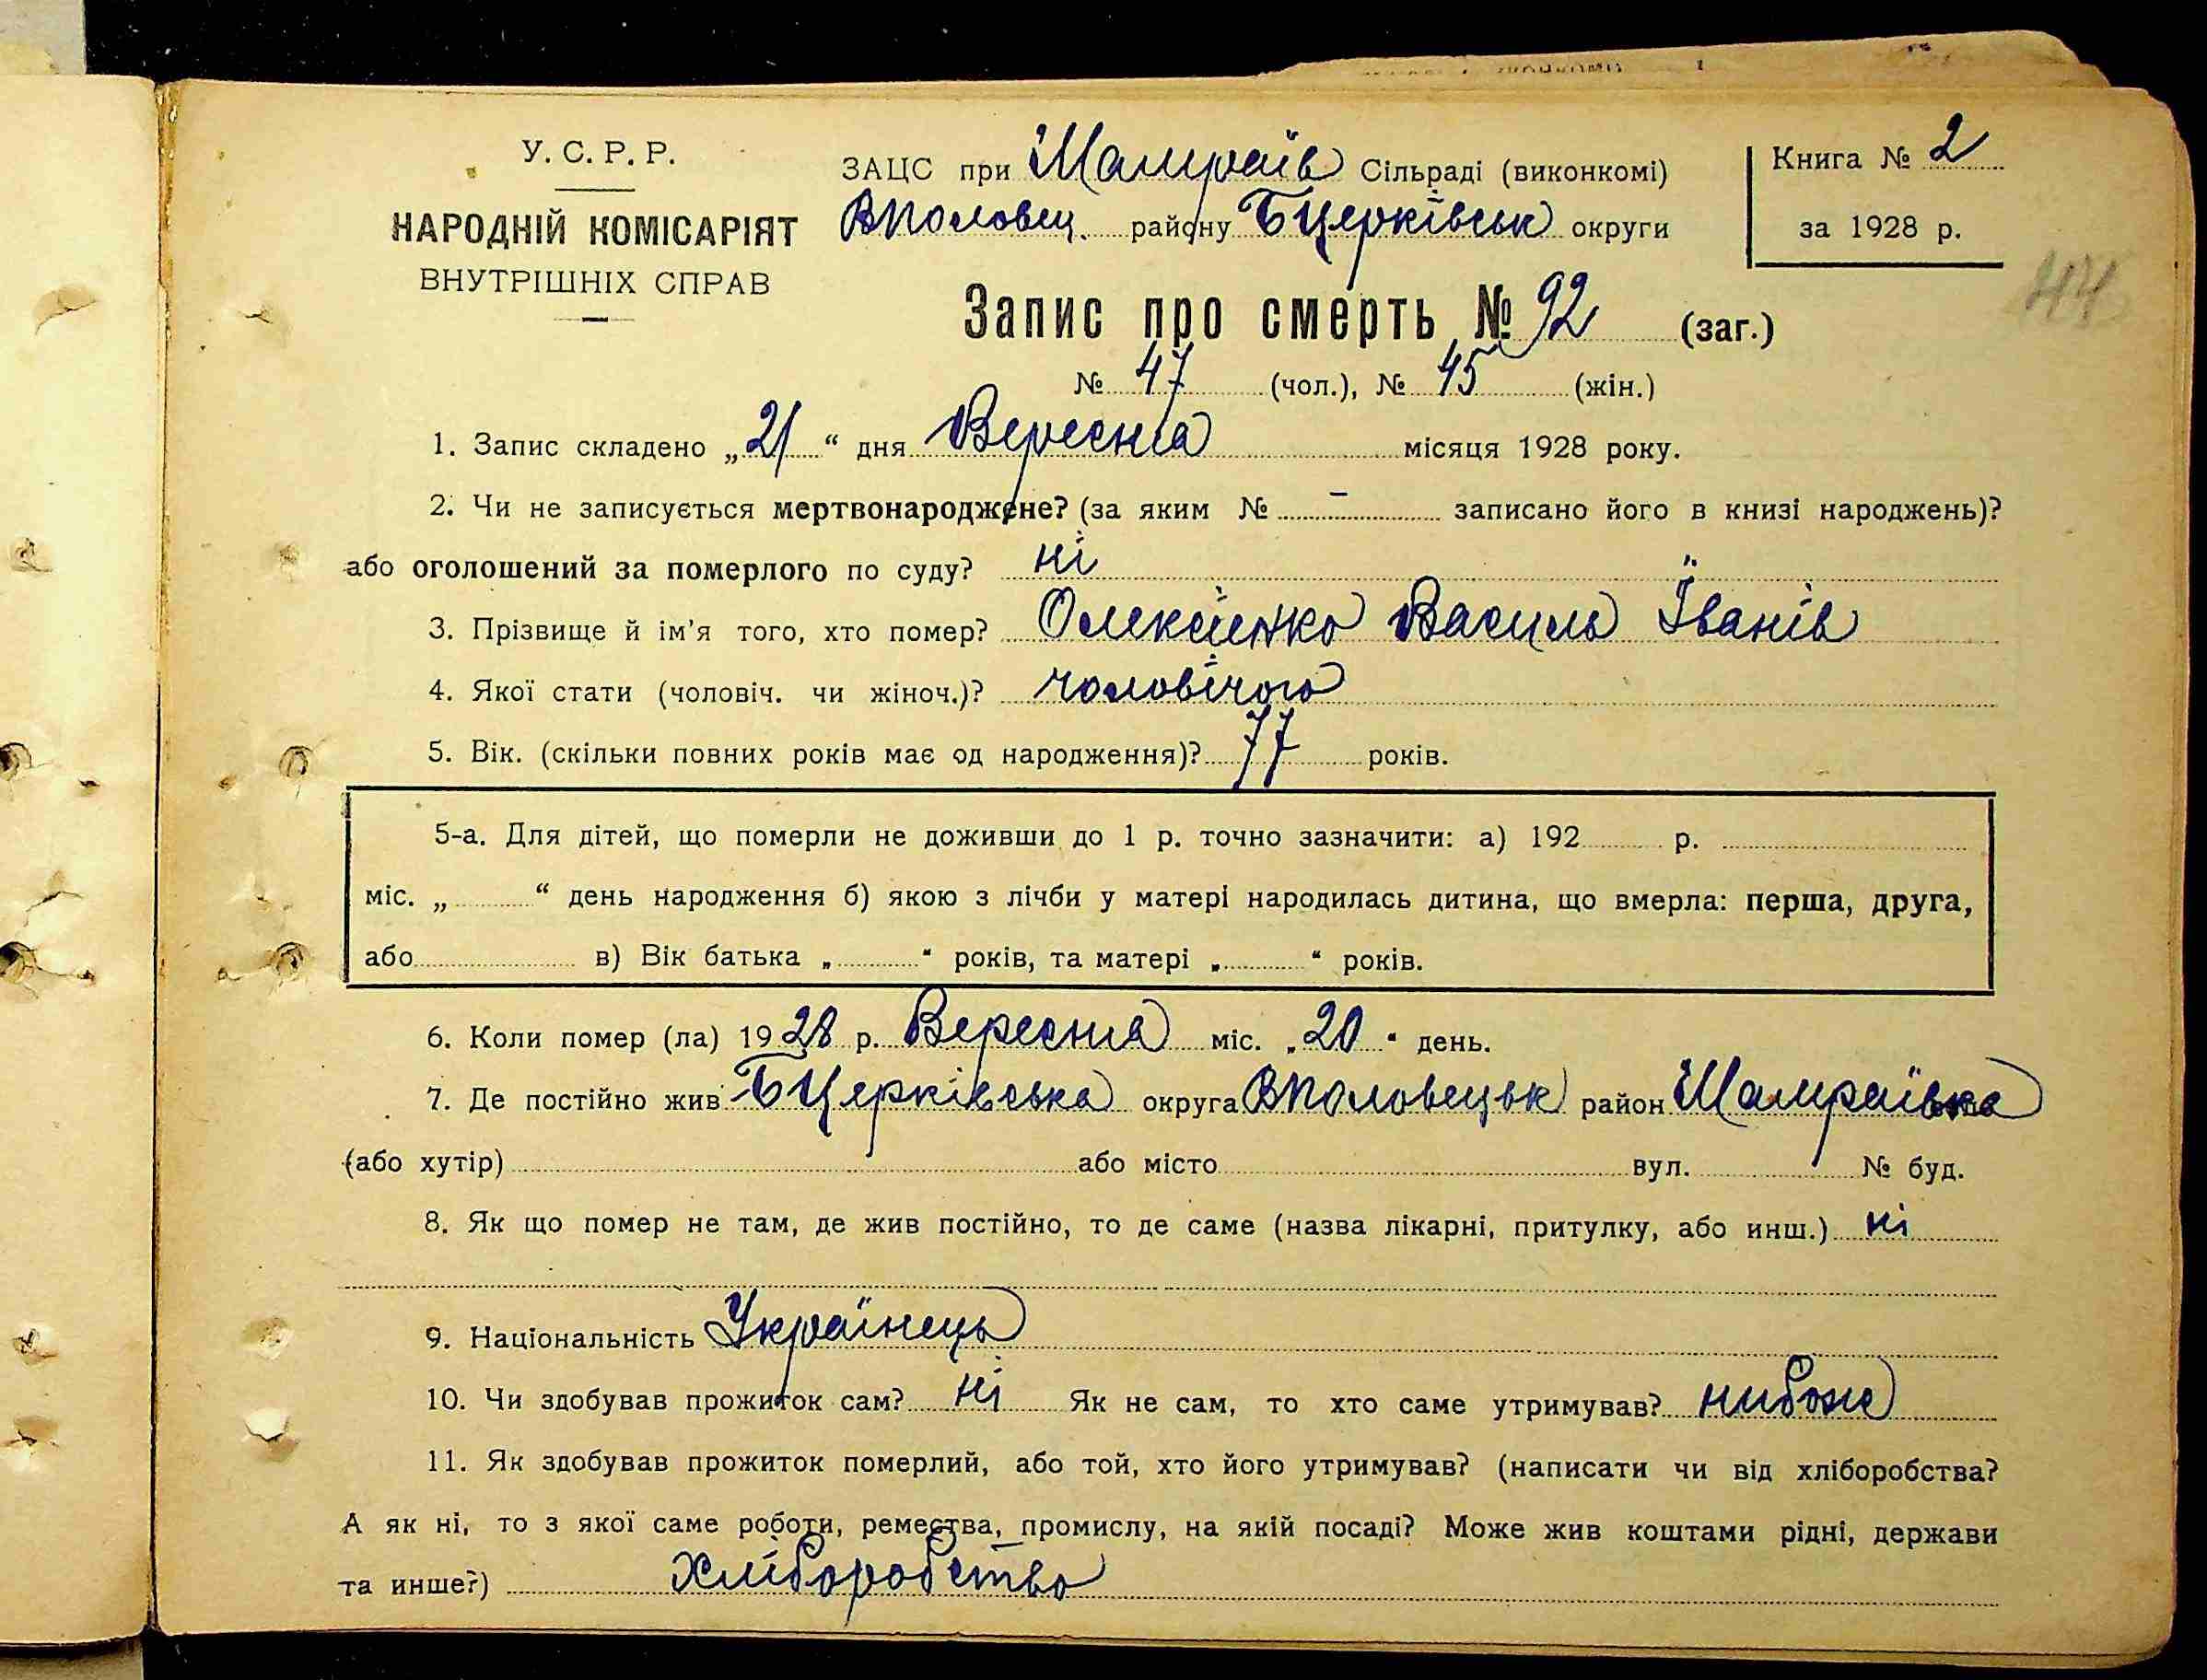 У. С. Р. Р.
НАРОДНІЙ КОМІСАРІЯТ
ВНУТРІШНІХ СПРАВ
ЗАЦС при Шамраїв Сільраді (виконкомі)
ВПоловец. району БЦерківськ округи
Книга № 2
за 1928 р.
44
Запис про смерть № 92 (заг.)
№ 47 (чол.), № 45 (жін.)
1. Запис складено „21“ дня Вересня місяця 1928 року.
2. Чи не записується мертвонароджене? (за яким № – записано його в книзі народжень)?
або оголошений за померлого по суду? ні
3. Прізвище й ім'я того, хто помер? Олексієнко Василь Їванів
4. Якої стати (чоловіч. чи жіноч.)? чоловічого
5. Вік. (скільки повних років має од народження)? 77 років.
5-а. Для дітей, що померли не доживши до 1 р. точно зазначити: а) 192 р.
міс. „ “ день народження б) якою з лічби у матері народилась дитина, що вмерла: перша, друга,
або в) Вік батька „ “ років, та матері „ “ років.
6. Коли помер (ла) 1928 р. Вересня міс. „20“ день.
7. Де постійно жив БЦерківська округа ВПоловецьк район Шамраївка
(або хутір) або місто вул. № буд.
8. Як що помер не там, де жив постійно, то де саме (назва лікарні, притулку, або инш.) ні
9. Національність Українець
10. Чи здобував прожиток сам? ні Як не сам, то хто саме утримував?
11. Як здобував прожиток померлий, або той, хто його утримував? (написати чи від хліборобства?
А як ні, то з якої саме роботи, ремества, промислу, на якій посаді? Може жив коштами рідні, держави
та инше?) Хліборобство